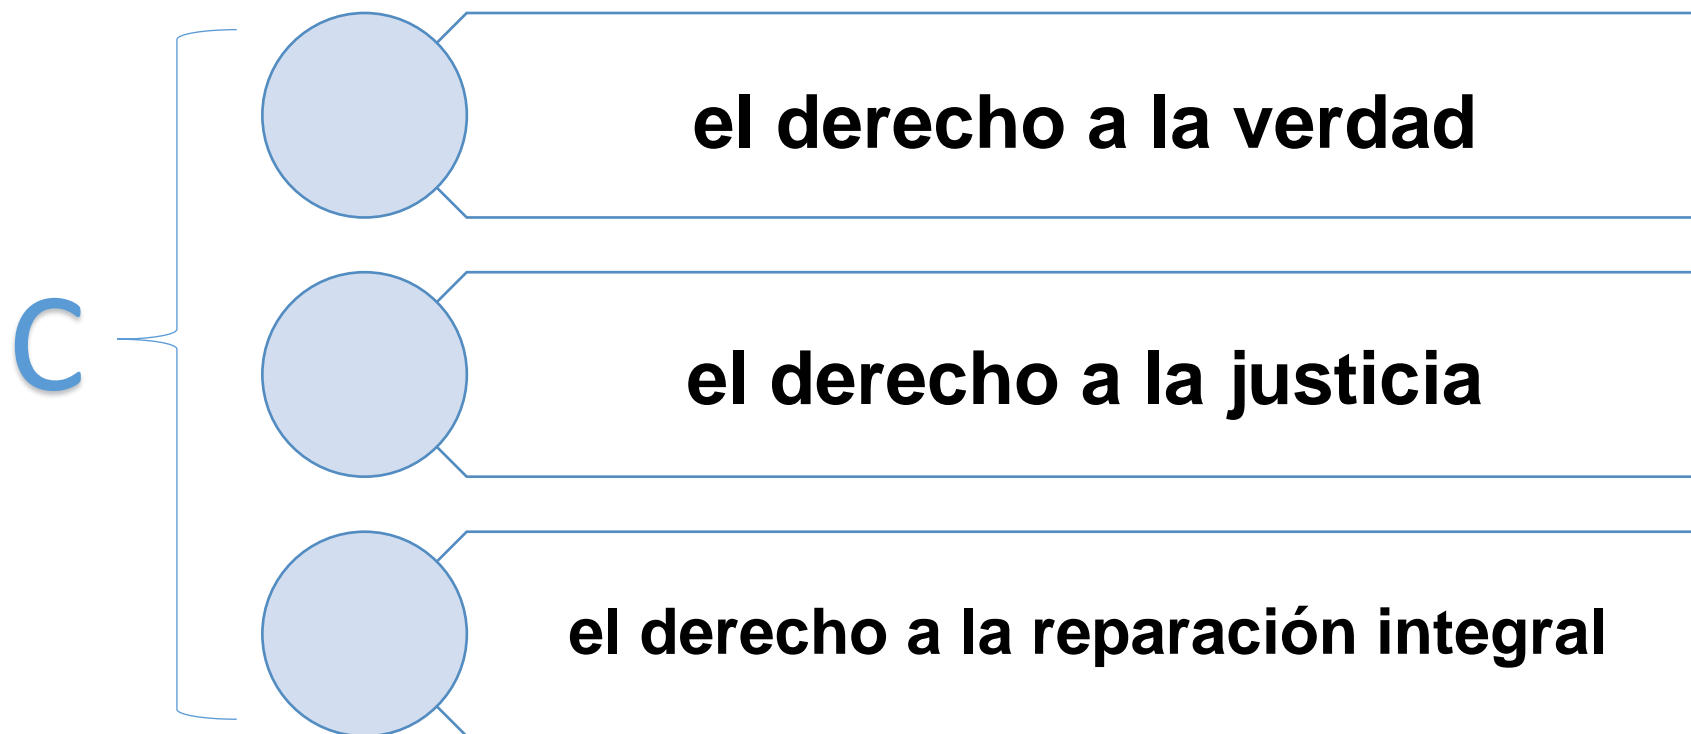 C
el derecho a la verdad
el derecho a la justicia
el derecho a la reparación integral